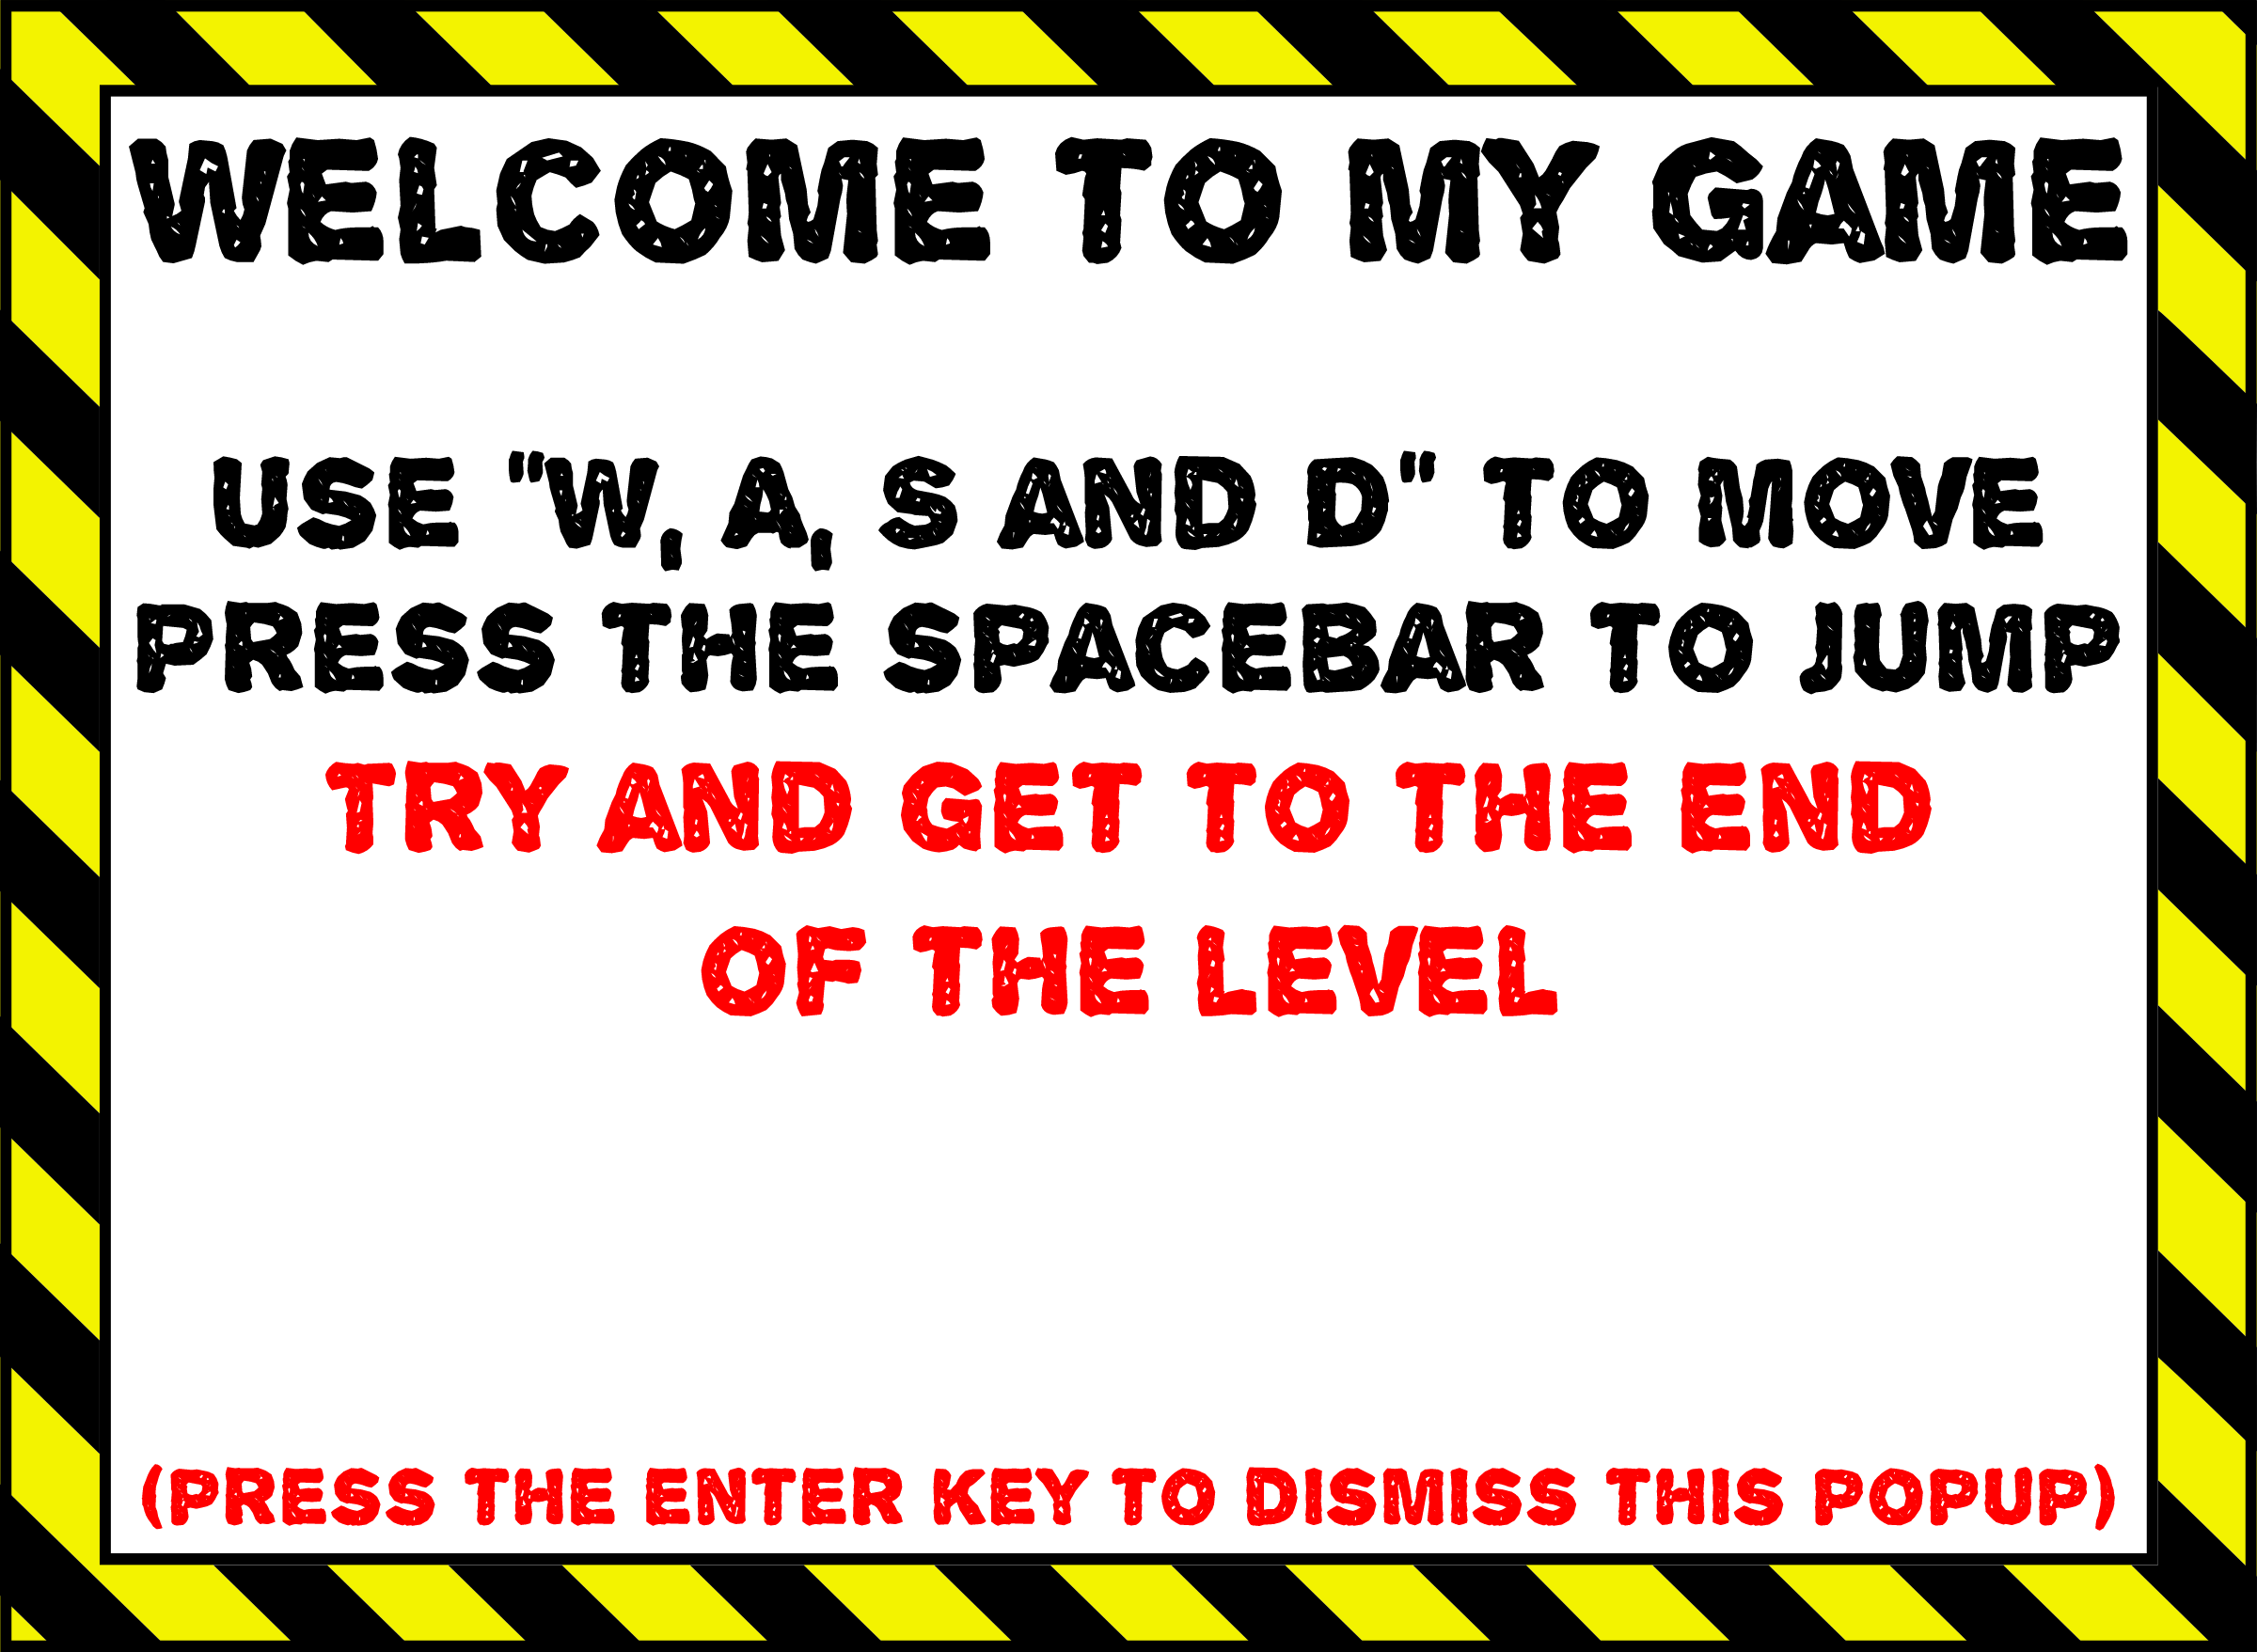 WELCOME TO MY GAME
USE "W, A, S AND D" TO MOVE
PRESS THE SPACEBAR TO JUMP
TRY AND GET TO THE END
OF THE LEVEL
(PRESS THE ENTER KEY TO DISMISS THIS POPUP)